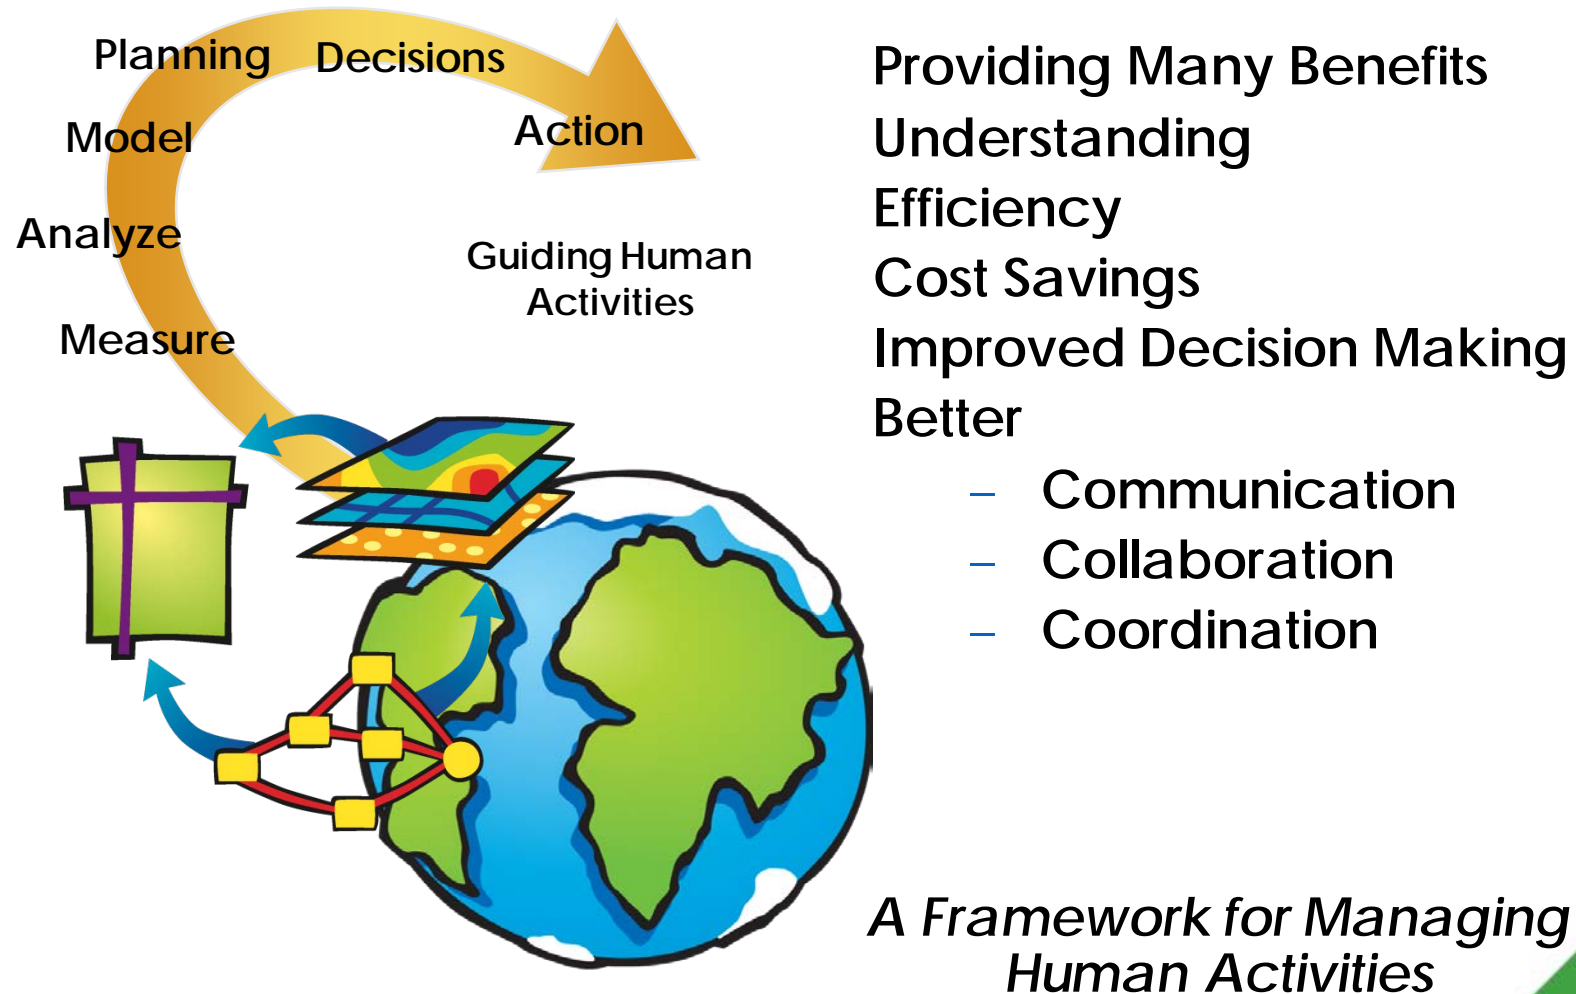 Planning
Decisions
Model
Action
Analyze
Guiding Human
Activities
Measure
Providing Many Benefits
Understanding
Efficiency
Cost Savings
Improved Decision Making
Better
– Communication
– Collaboration
– Coordination
A Framework for Managing
Human Activities